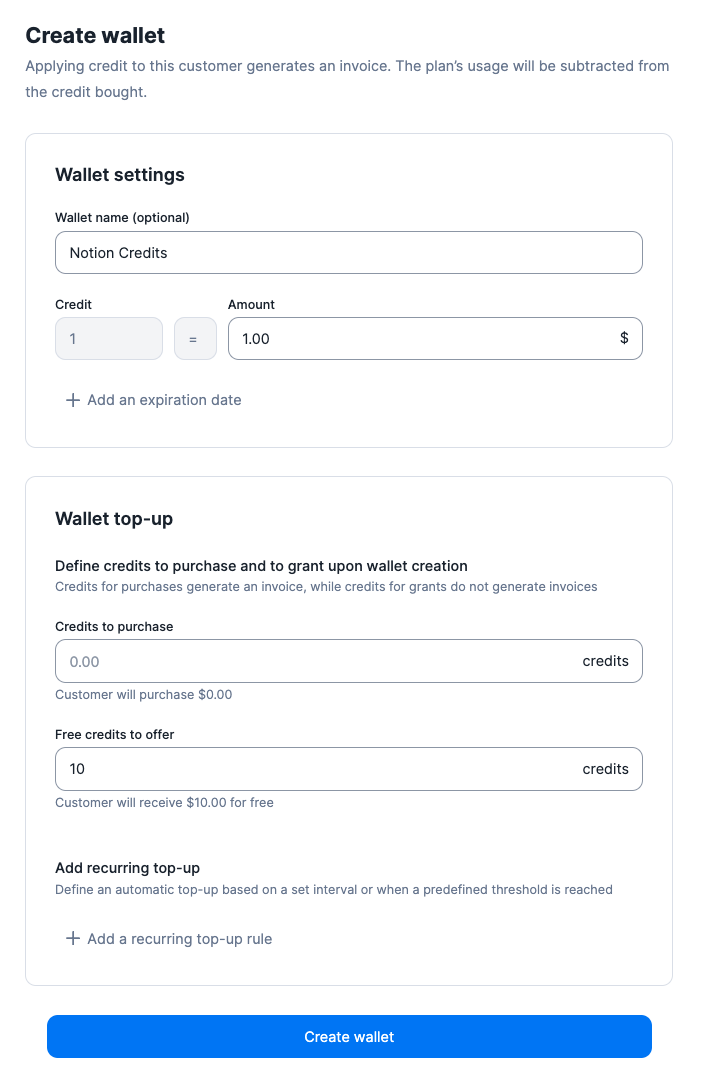 Create wallet
Applying credit to this customer generates an invoice. The plan’s usage will be subtracted from
the credit bought.
Wallet settings
Wallet name (optional)
Notion Credits
Credit
Amount
1
=
1.00
$
+ Add an expiration date
Wallet top-up
Define credits to purchase and to grant upon wallet creation
Credits for purchases generate an invoice, while credits for grants do not generate invoices
Credits to purchase
0.00
credits
Customer will purchase $0.00
Free credits to offer
10
credits
Customer will receive $10.00 for free
Add recurring top-up
Define an automatic top-up based on a set interval or when a predefined threshold is reached
+ Add a recurring top-up rule
Create wallet